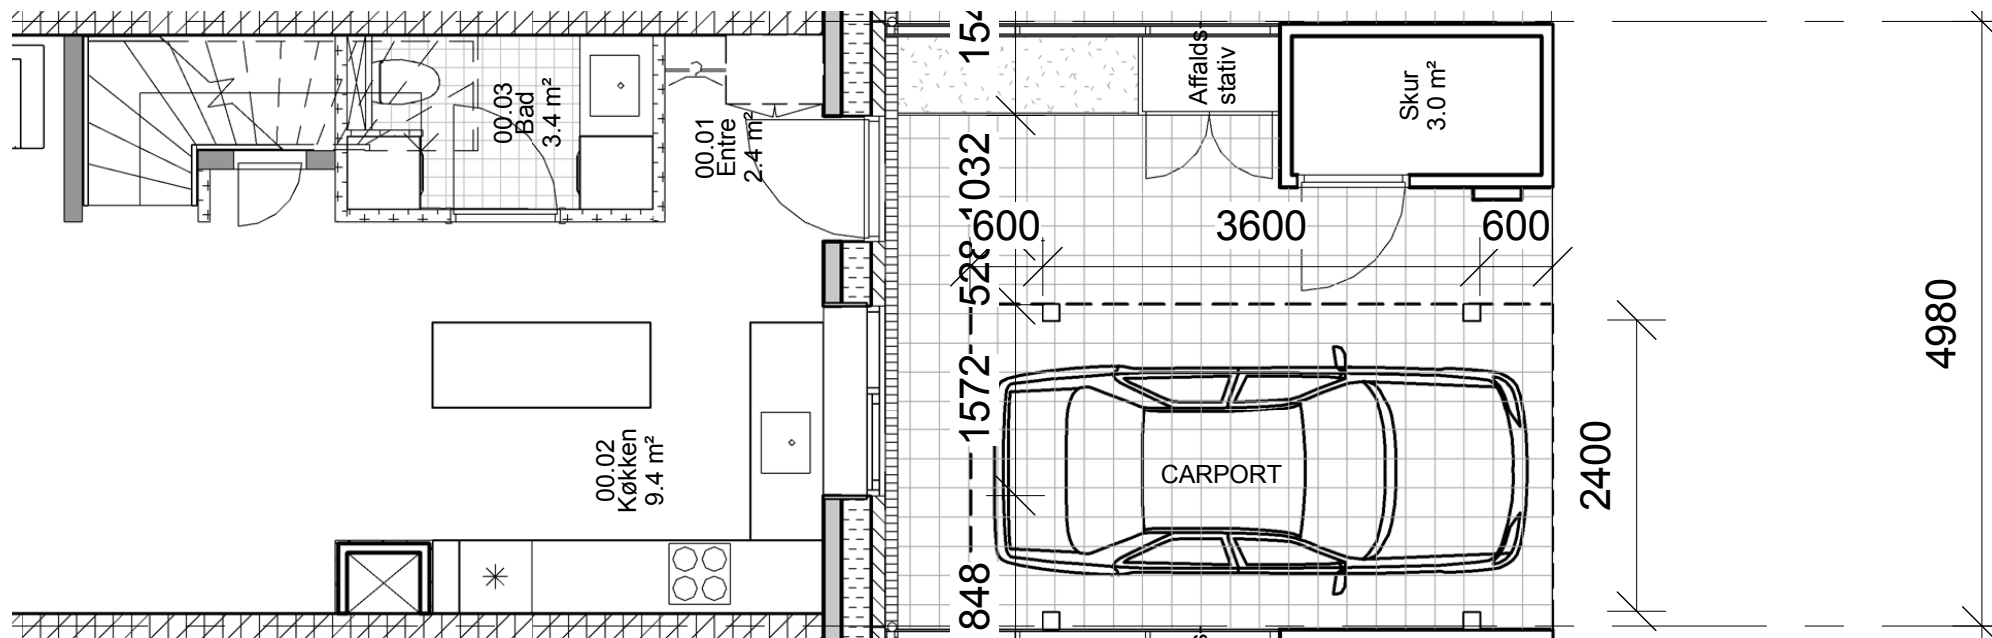 00.03
Bad
3.4 m²
00.01
Entre
2.4 m²
00.02
Køkken
9.4 m²
154
Affalds-
stativ
Skur
3.0 m²
1032
600
3600
600
528
1572
848
CARPORT
2400
4980